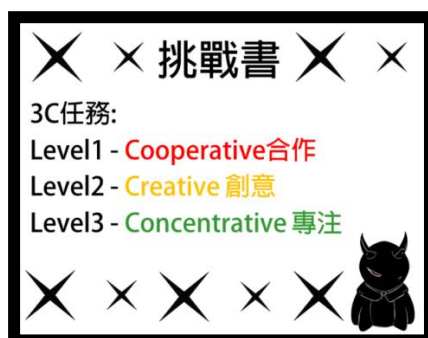 挑戰書
3C任務:
Level1 - Cooperative合作
Level2 - Creative 創意
Level3 - Concentrative 專注